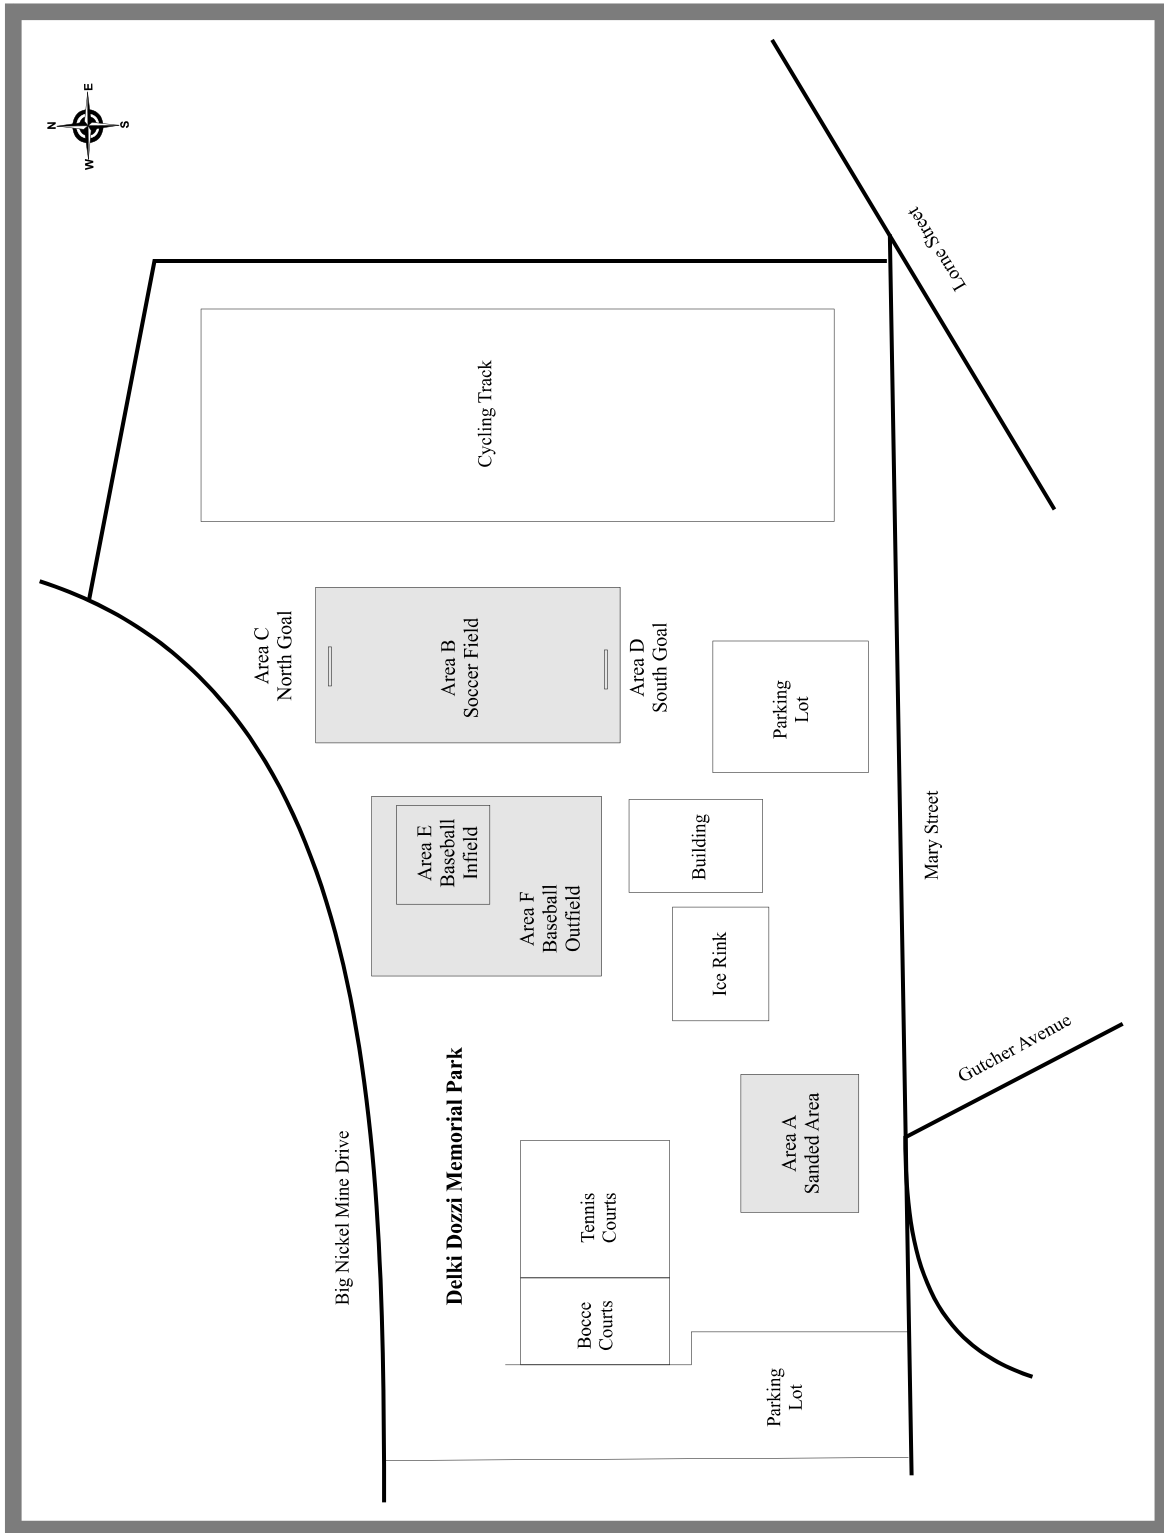 N
E
S
W
Lorne Street
Cycling Track
Area C
North Goal
Area B
Soccer Field
Area D
South Goal
Parking
Lot
Area E
Baseball
Infield
Area F
Baseball
Outfield
Building
Ice Rink
Mary Street
Gutcher Avenue
Area A
Sanded Area
Big Nickel Mine Drive
Delki Dozzi Memorial Park
Tennis
Courts
Bocce
Courts
Parking
Lot